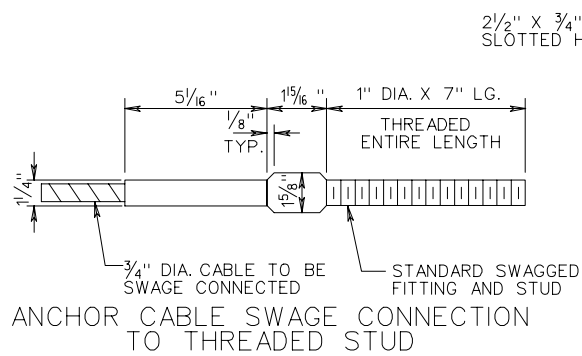 2½" X ¾"
SLOTTED H
5 1/16"
1 15/16"
1" DIA. X 7" LG.
⅛"
TYP.
THREADED
ENTIRE LENGTH
1¼"
1⅝"
¾" DIA. CABLE TO BE
SWAGE CONNECTED
STANDARD SWAGGED
FITTING AND STUD
ANCHOR CABLE SWAGE CONNECTION
TO THREADED STUD